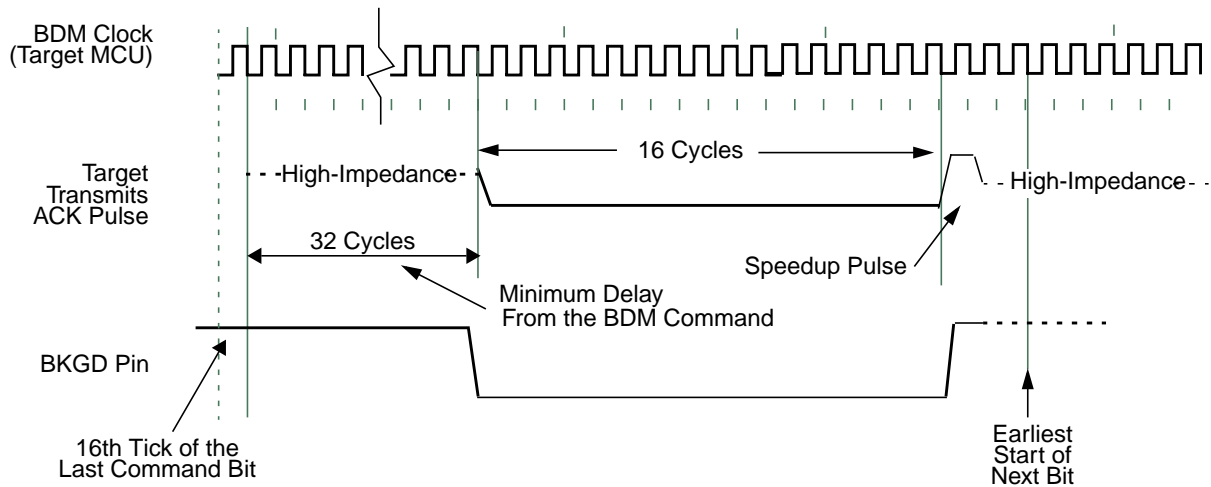 BDM Clock
(Target MCU)
16 Cycles
Target
Transmits
ACK Pulse
High-Impedance
High-Impedance
32 Cycles
Speedup Pulse
Minimum Delay
From the BDM Command
BKGD Pin
16th Tick of the
Last Command Bit
Earliest
Start of
Next Bit